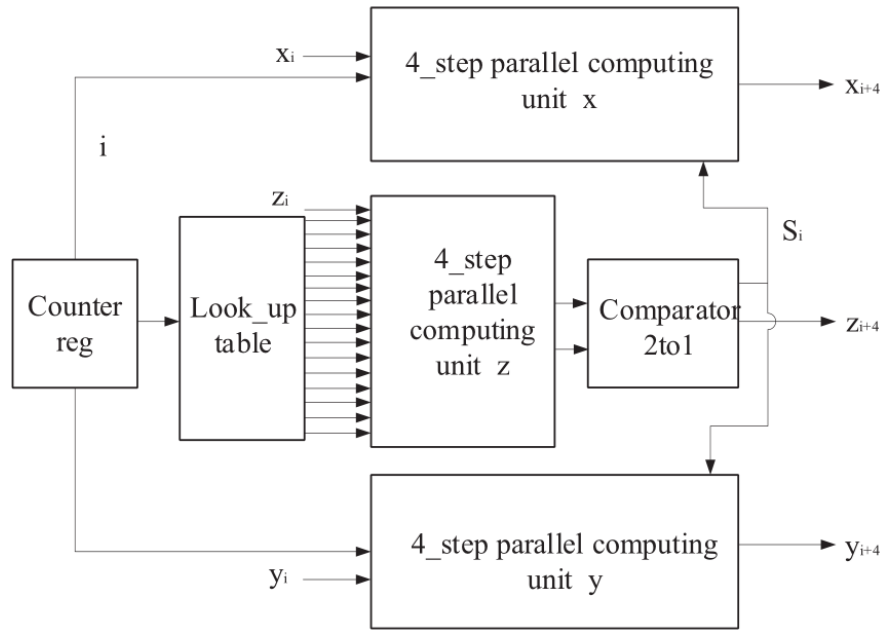 xi
4_step parallel computing
unit x
xi+4
i
zi
Counter
reg
Look_up
table
4_step
parallel
computing
unit z
Comparator
2to1
Si
zi+4
4_step parallel computing
unit y
yi
yi+4